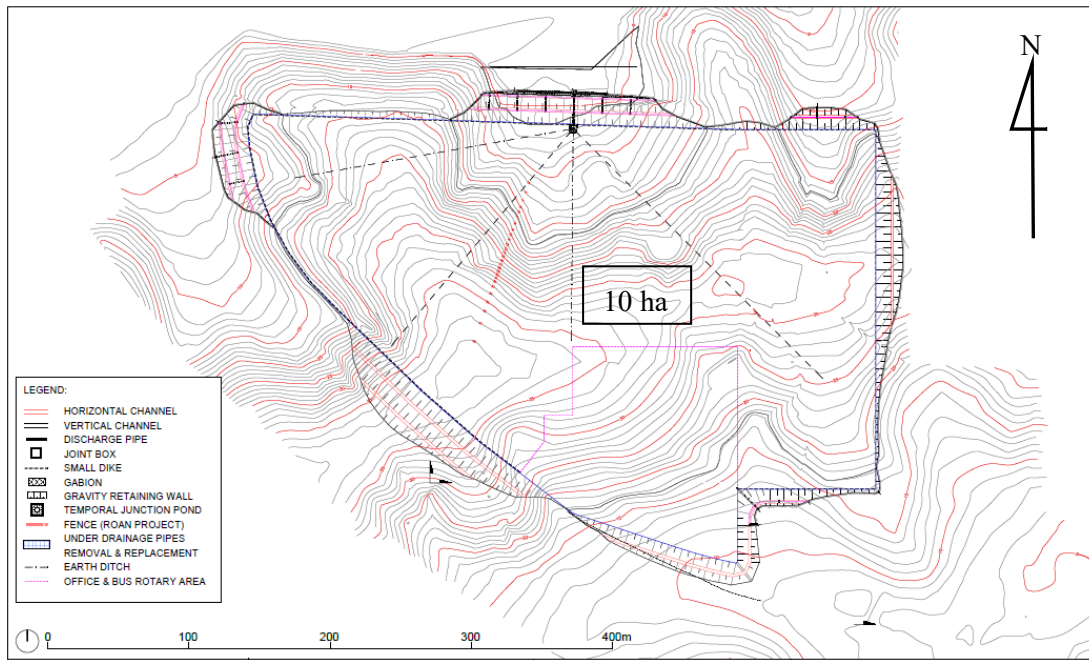 N
10 ha
LEGEND:
HORIZONTAL CHANNEL
VERTICAL CHANNEL
DISCHARGE PIPE
JOINT BOX
SMALL DIKE
GABION
GRAVITY RETAINING WALL
TEMPORAL JUNCTION POND
FENCE (ROAN PROJECT)
UNDER DRAINAGE PIPES
REMOVAL & REPLACEMENT
EARTH DITCH
OFFICE & BUS ROTARY AREA
0 100 200 300 400m